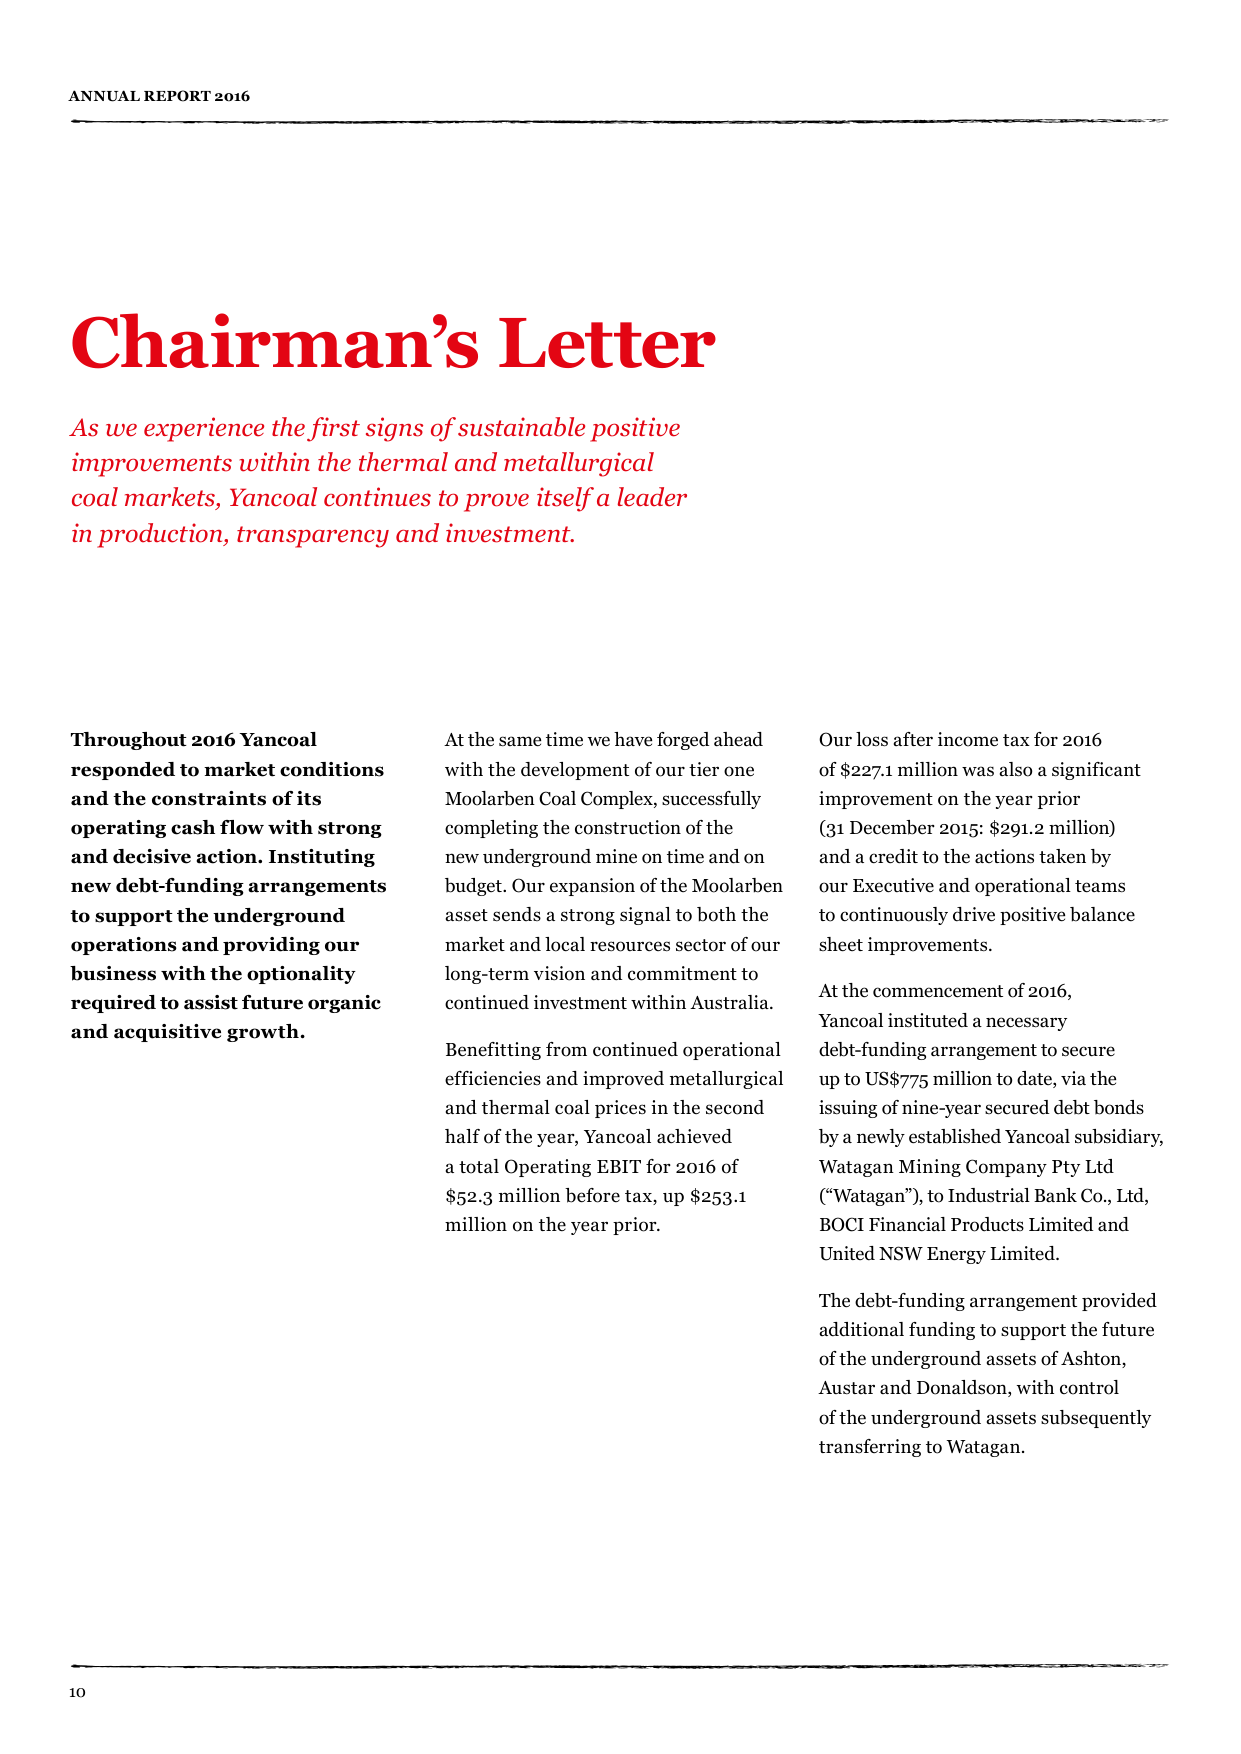 ANNUAL REPORT 2016
Chairman’s Letter
As we experience the first signs of sustainable positive
improvements within the thermal and metallurgical
coal markets, Yancoal continues to prove itself a leader
in production, transparency and investment.
Throughout 2016 Yancoal
responded to market conditions
and the constraints of its
operating cash flow with strong
and decisive action. Instituting
new debt-funding arrangements
to support the underground
operations and providing our
business with the optionality
required to assist future organic
and acquisitive growth.
At the same time we have forged ahead
with the development of our tier one
Moolarben Coal Complex, successfully
completing the construction of the
new underground mine on time and on
budget. Our expansion of the Moolarben
asset sends a strong signal to both the
market and local resources sector of our
long-term vision and commitment to
continued investment within Australia.
Benefitting from continued operational
efficiencies and improved metallurgical
and thermal coal prices in the second
half of the year, Yancoal achieved
a total Operating EBIT for 2016 of
$52.3 million before tax, up $253.1
million on the year prior.
Our loss after income tax for 2016
of $227.1 million was also a significant
improvement on the year prior
(31 December 2015: $291.2 million)
and a credit to the actions taken by
our Executive and operational teams
to continuously drive positive balance
sheet improvements.
At the commencement of 2016,
Yancoal instituted a necessary
debt-funding arrangement to secure
up to US$775 million to date, via the
issuing of nine-year secured debt bonds
by a newly established Yancoal subsidiary,
Watagan Mining Company Pty Ltd
(“Watagan”), to Industrial Bank Co., Ltd,
BOCI Financial Products Limited and
United NSW Energy Limited.
The debt-funding arrangement provided
additional funding to support the future
of the underground assets of Ashton,
Austar and Donaldson, with control
of the underground assets subsequently
transferring to Watagan.
10